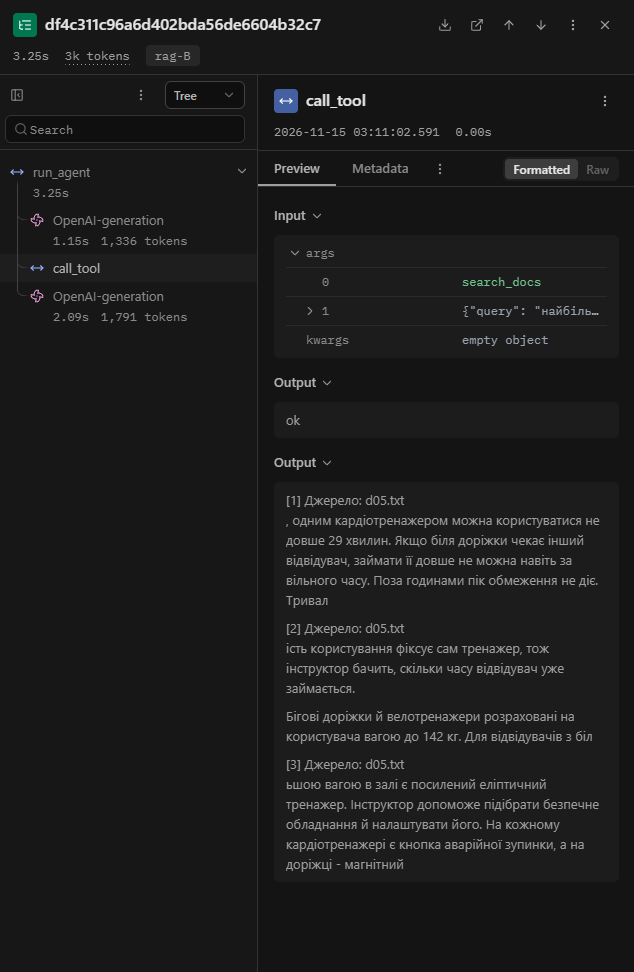 df4c311c96a6d402bda56de6604b32c7
3.25s 3k tokens rag-B
Tree
Search
run_agent
3.25s
OpenAI-generation
1.15s 1,336 tokens
call_tool
OpenAI-generation
2.09s 1,791 tokens
call_tool
2026-11-15 03:11:02.591 0.00s
Preview Metadata Formatted Raw
Input
args
0 search_docs
1 {"query": "найбіль…
kwargs empty object
Output
ok
Output
[1] Джерело: d05.txt
, одним кардіотренажером можна користуватися не
довше 29 хвилин. Якщо біля доріжки чекає інший
відвідувач, займати її довше не можна навіть за
вільного часу. Поза годинами пік обмеження не діє.
Тривал
[2] Джерело: d05.txt
ість користування фіксує сам тренажер, тож
інструктор бачить, скільки часу відвідувач уже
займається.
Бігові доріжки й велотренажери розраховані на
користувача вагою до 142 кг. Для відвідувачів з біл
[3] Джерело: d05.txt
ьшою вагою в залі є посилений еліптичний
тренажер. Інструктор допоможе підібрати безпечне
обладнання й налаштувати його. На кожному
кардіотренажері є кнопка аварійної зупинки, а на
доріжці - магнітний